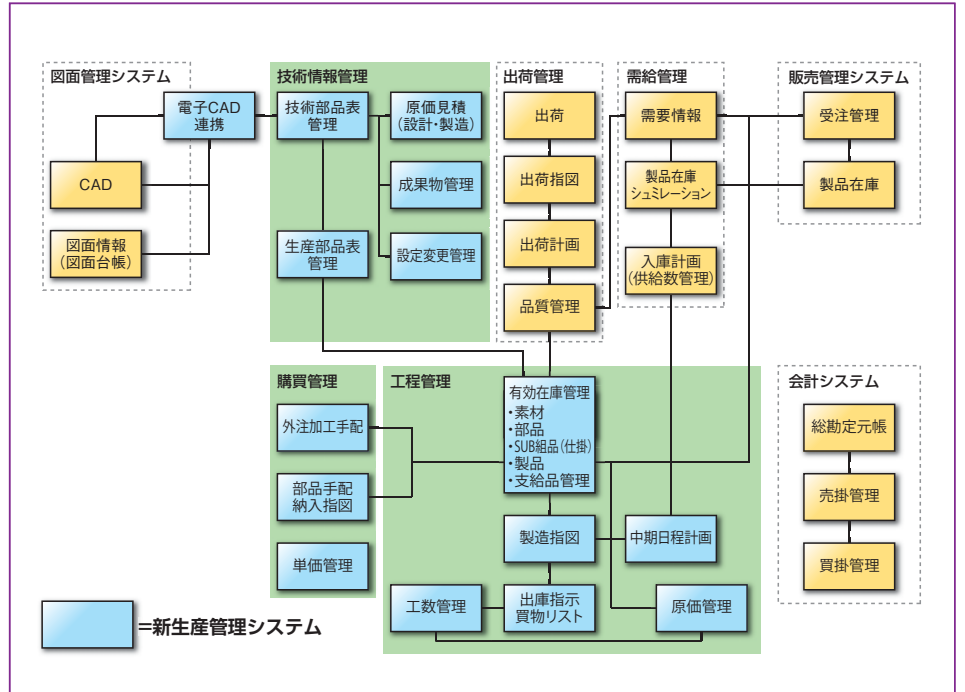 図面管理システム
電子CAD
連携
CAD
図面情報
(図面台帳)
技術情報管理
技術部品表
管理
原価見積
(設計・製造)
成果物管理
生産部品表
管理
設定変更管理
出荷管理
出荷
出荷指図
出荷計画
品質管理
需給管理
需要情報
製品在庫
シュミレーション
入庫計画
(供給数管理)
販売管理システム
受注管理
製品在庫
購買管理
外注加工手配
部品手配
納入指図
単価管理
工程管理
有効在庫管理
・素材
・部品
・SUB組品(仕掛)
・製品
・支給品管理
製造指図
中期日程計画
工数管理
出庫指示
買物リスト
原価管理
会計システム
総勘定元帳
売掛管理
買掛管理
=新生産管理システム